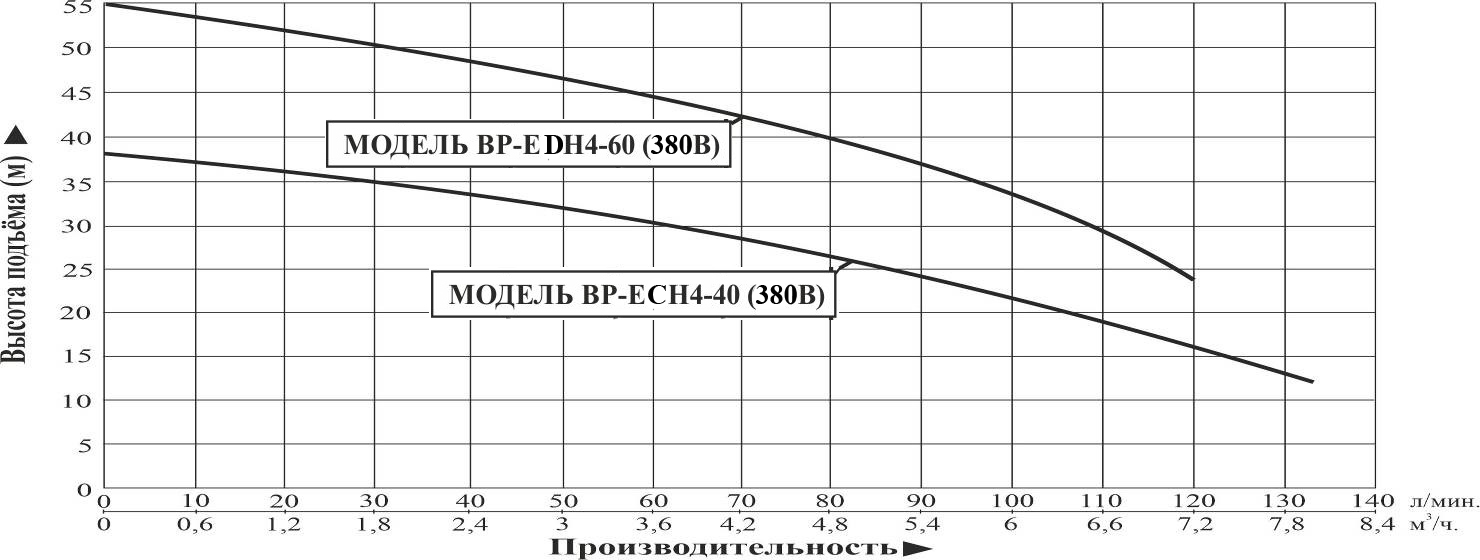 55
50
45
40
35
30
25
20
15
10
5
0
Высота подъёма (м)
МОДЕЛЬ BP-EDH4-60 (380В)
МОДЕЛЬ BP-ECH4-40 (380В)
0 10 20 30 40 50 60 70 80 90 100 110 120 130 140 л/мин.
0 0,6 1,2 1,8 2,4 3 3,6 4,2 4,8 5,4 6 6,6 7,2 7,8 8,4 м³/ч.
Производительность